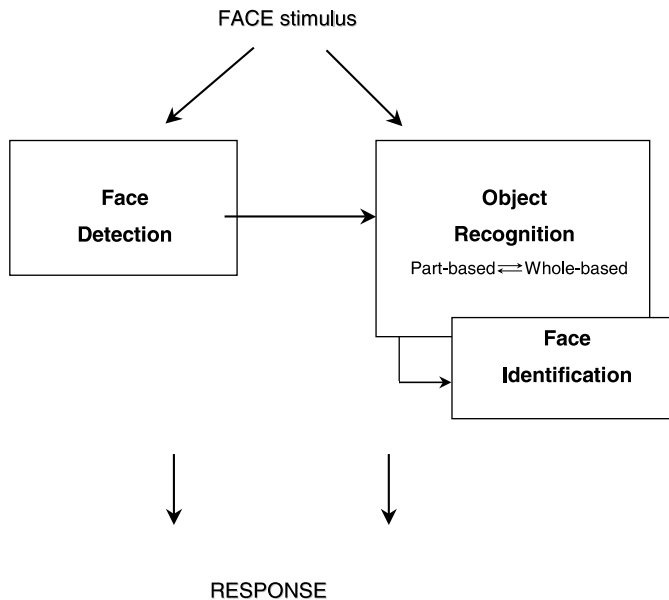 FACE stimulus
Face
Detection
Object
Recognition
Part-based ⇌ Whole-based
Face
Identification
RESPONSE